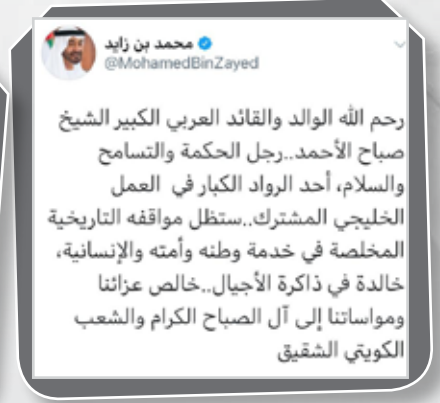 محمد بن زايد
@MohamedBinZayed
رحم الله الوالد والقائد العربي الكبير الشيخ
صباح الأحمد..رجل الحكمة والتسامح
والسلام، أحد الرواد الكبار في العمل
الخليجي المشترك..ستظل مواقفه التاريخية
المخلصة في خدمة وطنه وأمته والإنسانية،
خالدة في ذاكرة الأجيال..خالص عزائنا
ومواساتنا إلى آل الصباح الكرام والشعب
الكويتي الشقيق